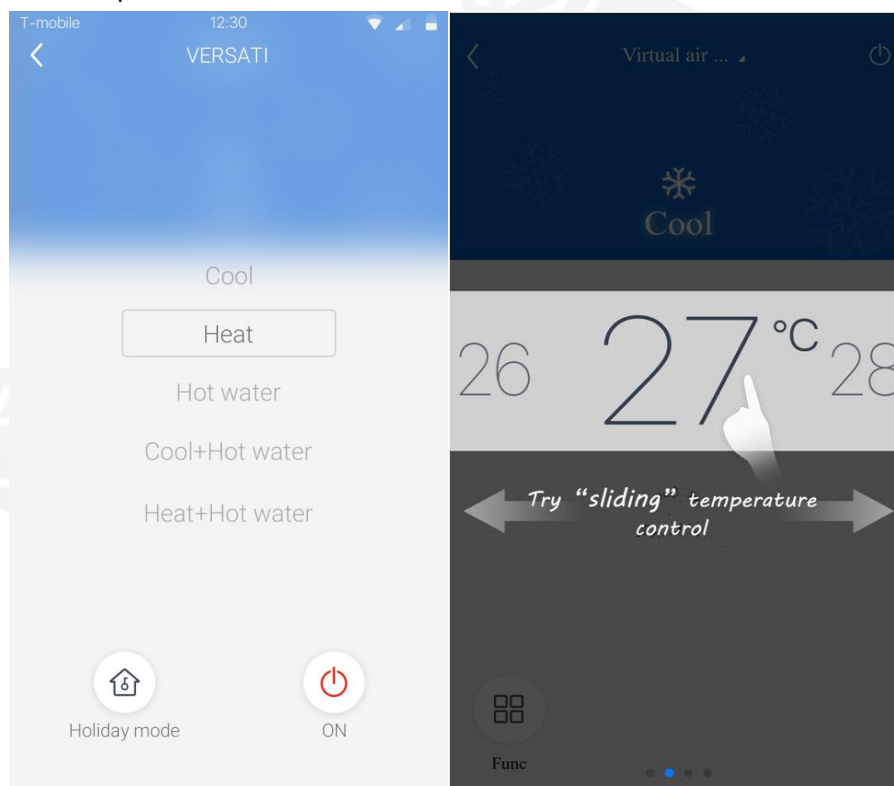 T-mobile 12:30
VERSATI
Cool
Heat
Hot water
Cool+Hot water
Heat+Hot water
Holiday mode
ON
Virtual air ...
Cool
26 27 °C 28
Try “sliding” temperature
control
Func